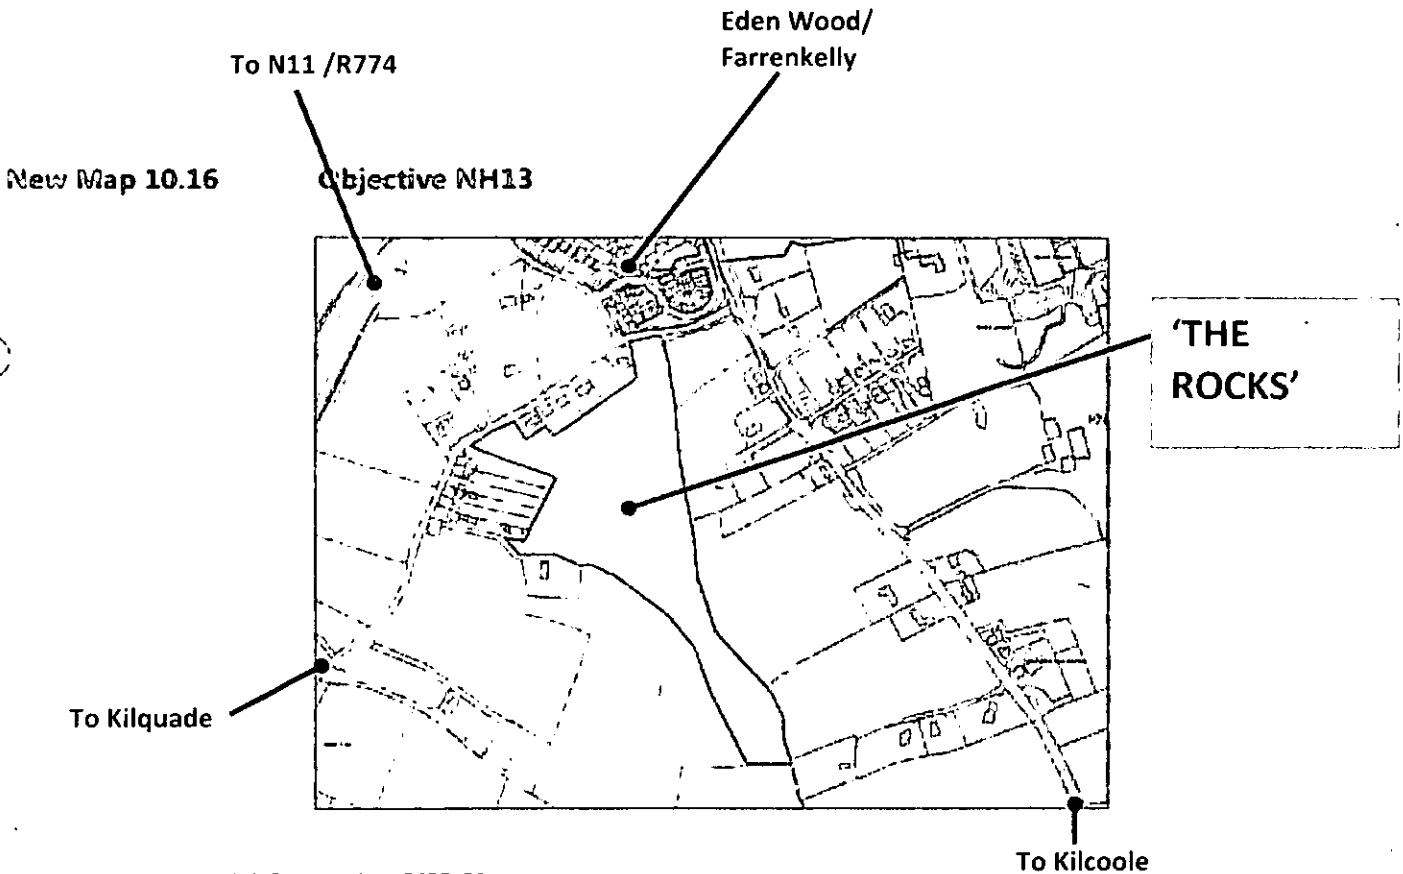 Eden Wood/
Farrenkelly
To N11 /R774
New Map 10.16 Objective NH13
'THE
ROCKS'
To Kilquade
To Kilcoole